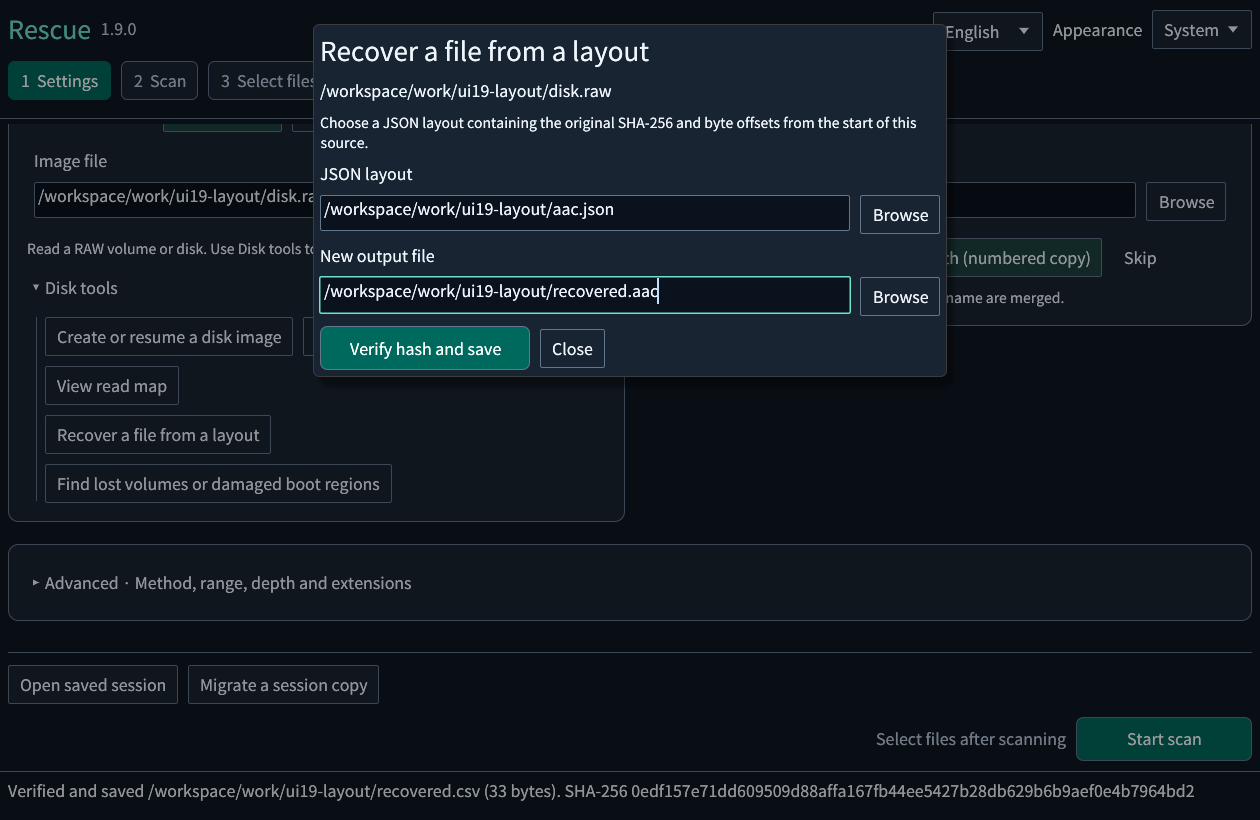 Rescue 1.9.0
English
Appearance
System
1 Settings
2 Scan
3 Select files
Recover a file from a layout
/workspace/work/ui19-layout/disk.raw
Choose a JSON layout containing the original SHA-256 and byte offsets from the start of this
source.
JSON layout
/workspace/work/ui19-layout/aac.json
Browse
New output file
/workspace/work/ui19-layout/recovered.aac
Browse
Verify hash and save
Close
Image file
/workspace/work/ui19-layout/disk.ra
Browse
Read a RAW volume or disk. Use Disk tools
(numbered copy)
Skip
name are merged.
Disk tools
Create or resume a disk image
View read map
Recover a file from a layout
Find lost volumes or damaged boot regions
Advanced · Method, range, depth and extensions
Open saved session
Migrate a session copy
Select files after scanning
Start scan
Verified and saved /workspace/work/ui19-layout/recovered.csv (33 bytes). SHA-256 0edf157e71dd609509d88affa167fb44ee5427b28db629b6b9aef0e4b7964bd2